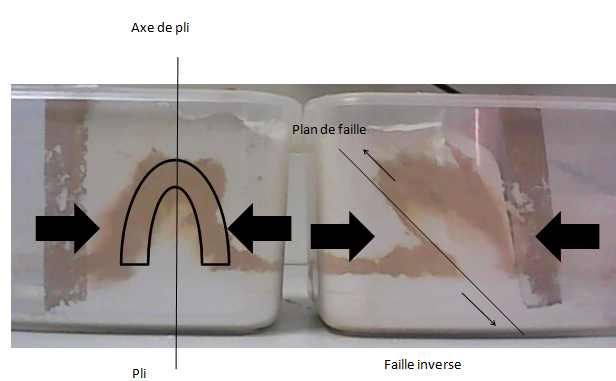 Axe de pli
Plan de faille
Faille inverse
Pli